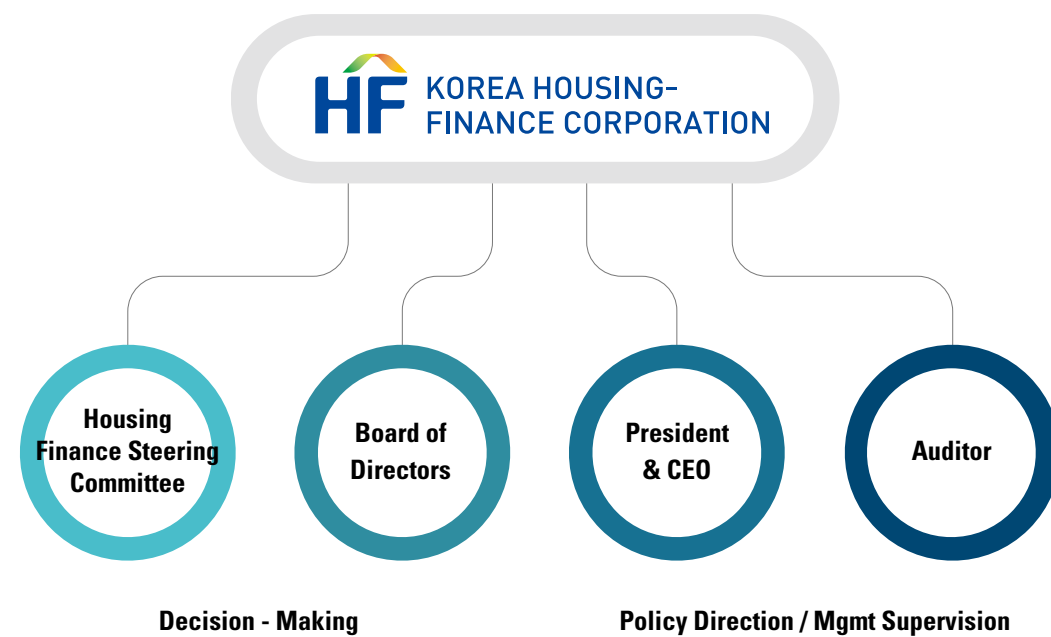 HF
KOREA HOUSING-
FINANCE CORPORATION
Housing
Finance Steering
Committee
Board of
Directors
President
& CEO
Auditor
Decision - Making
Policy Direction / Mgmt Supervision